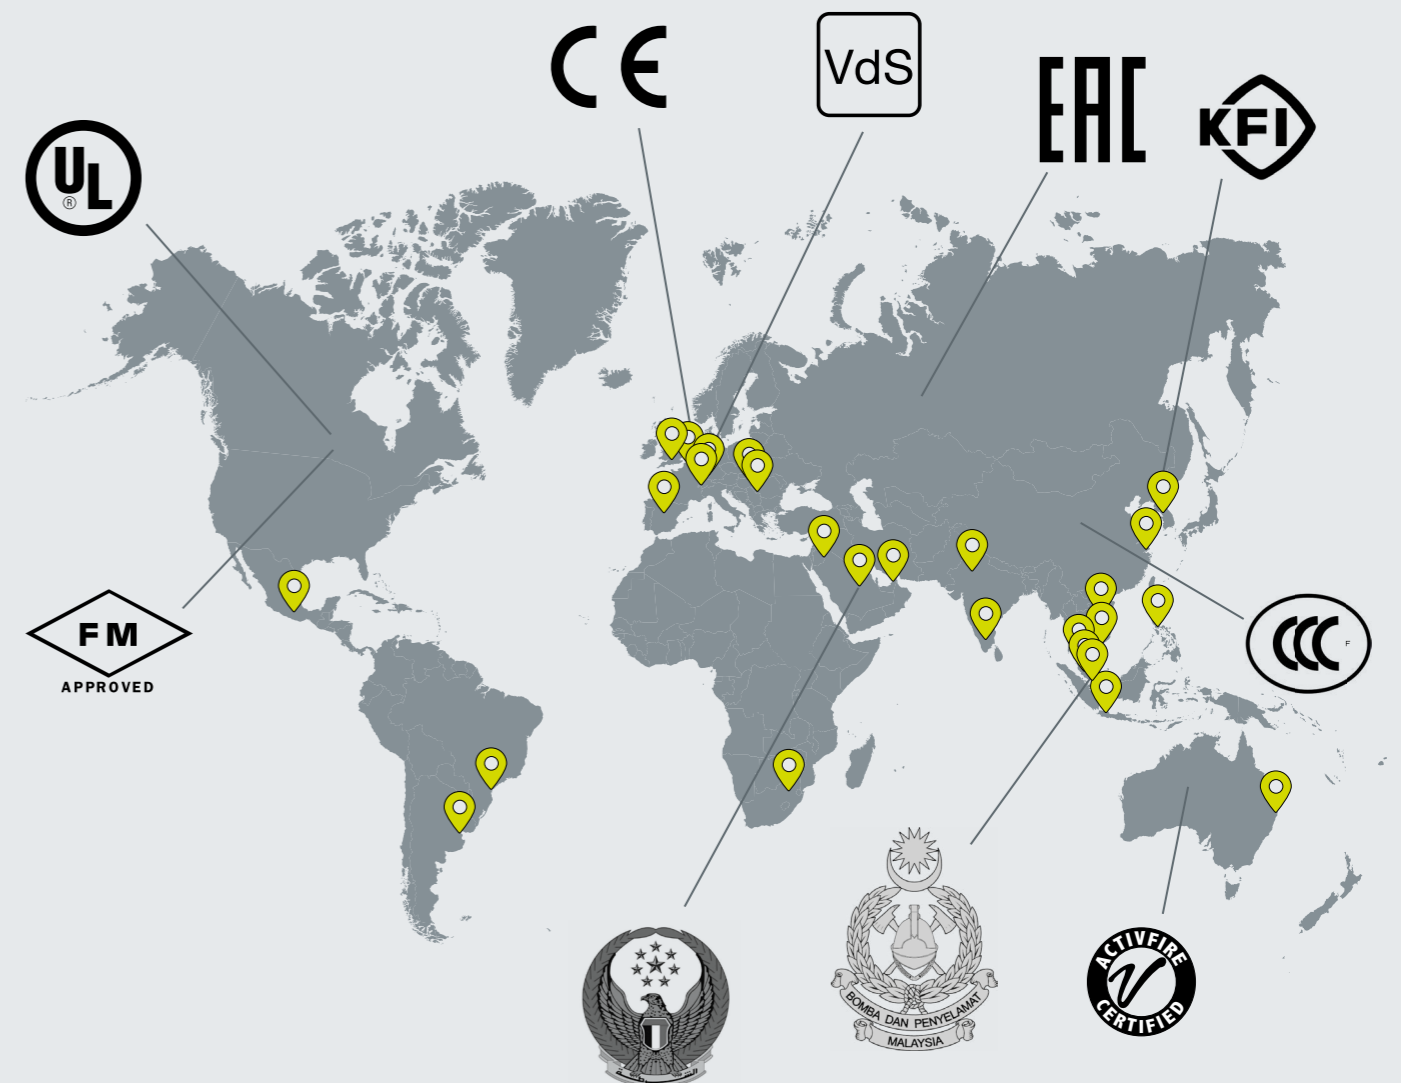 CE
VdS
EAC
KFI
UL
®
FM
APPROVED
CCC
F
BOMBA DAN PENYELAMAT
MALAYSIA
ACTIVFIRE
CERTIFIED